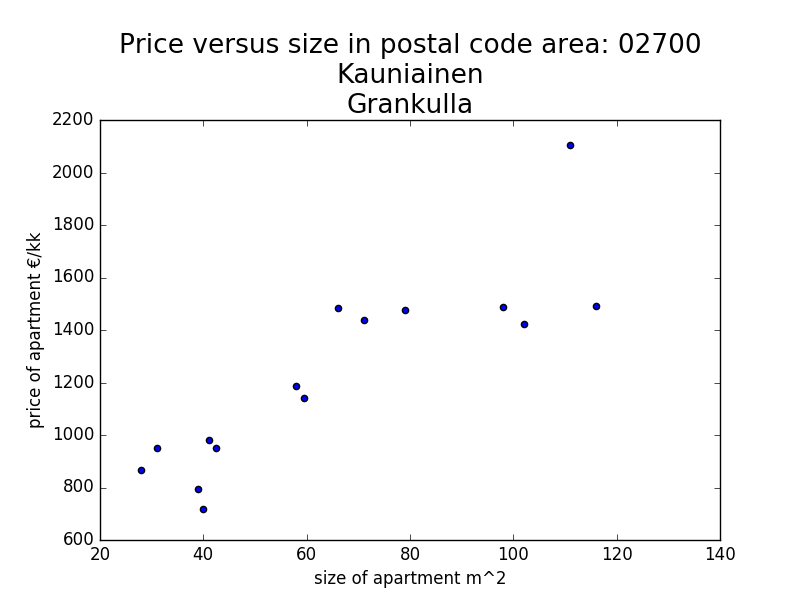 Price versus size in postal code area: 02700
Kauniainen
Grankulla
2200
2000
1800
1600
1400
1200
1000
800
600
price of apartment €/kk
20 40 60 80 100 120 140
size of apartment m^2